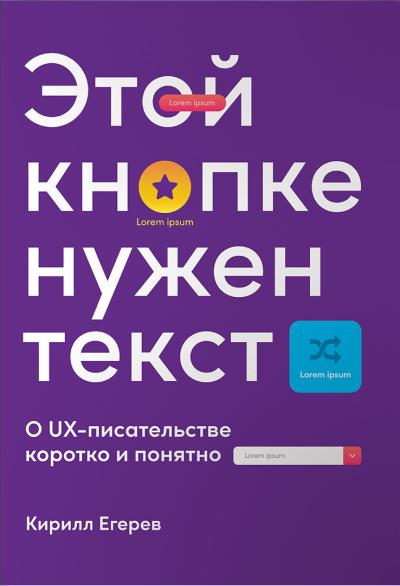 Этой
Lorem ipsum
кнопке
Lorem ipsum
нужен
текст
Lorem ipsum
О UX-писательстве
коротко и понятно
Lorem ipsum
Кирилл Егерев